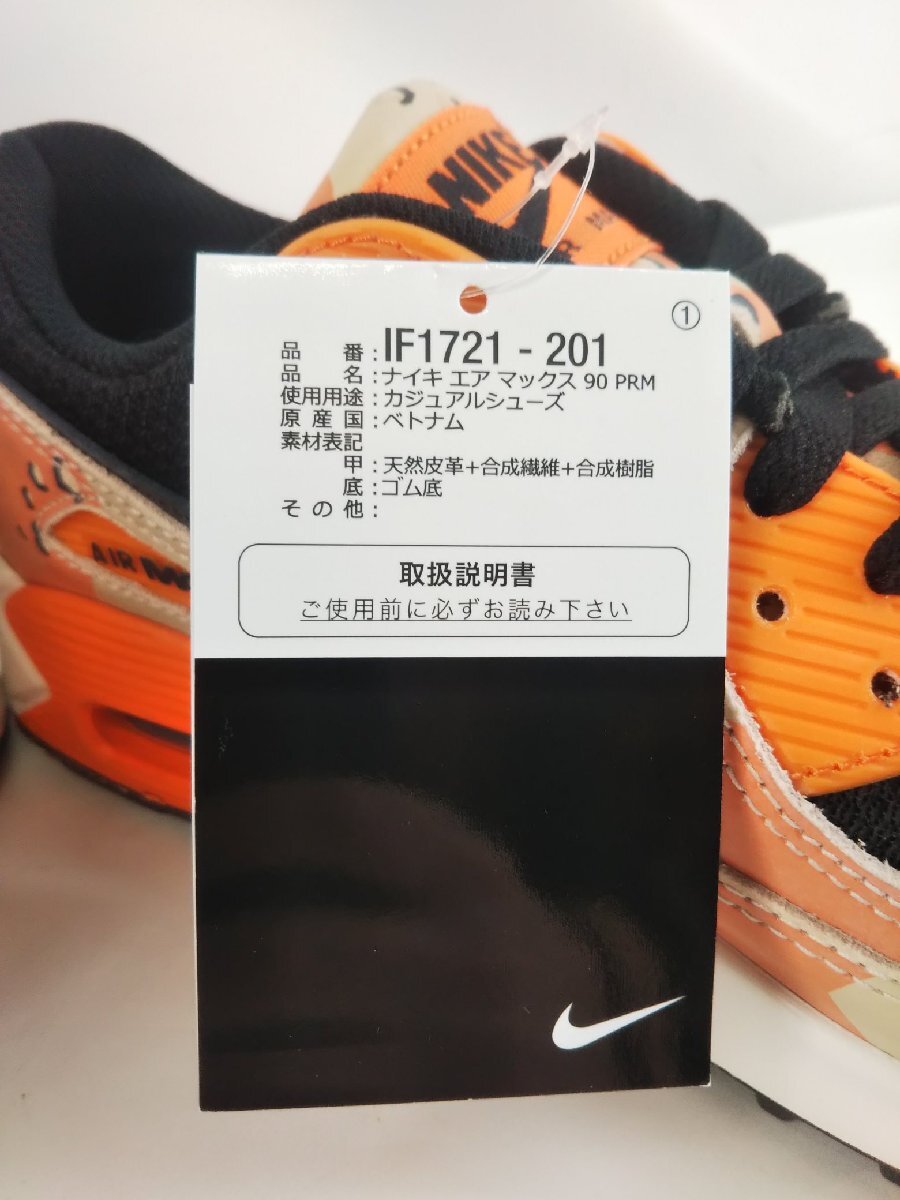 NIKE
①
品番:IF1721 - 201
品名:ナイキ エア マックス 90 PRM
使用用途:カジュアルシューズ
原産国:ベトナム
素材表記
甲:天然皮革+合成繊維+合成樹脂
底:ゴム底
その他:
取扱説明書
ご使用前に必ずお読み下さい
AIR